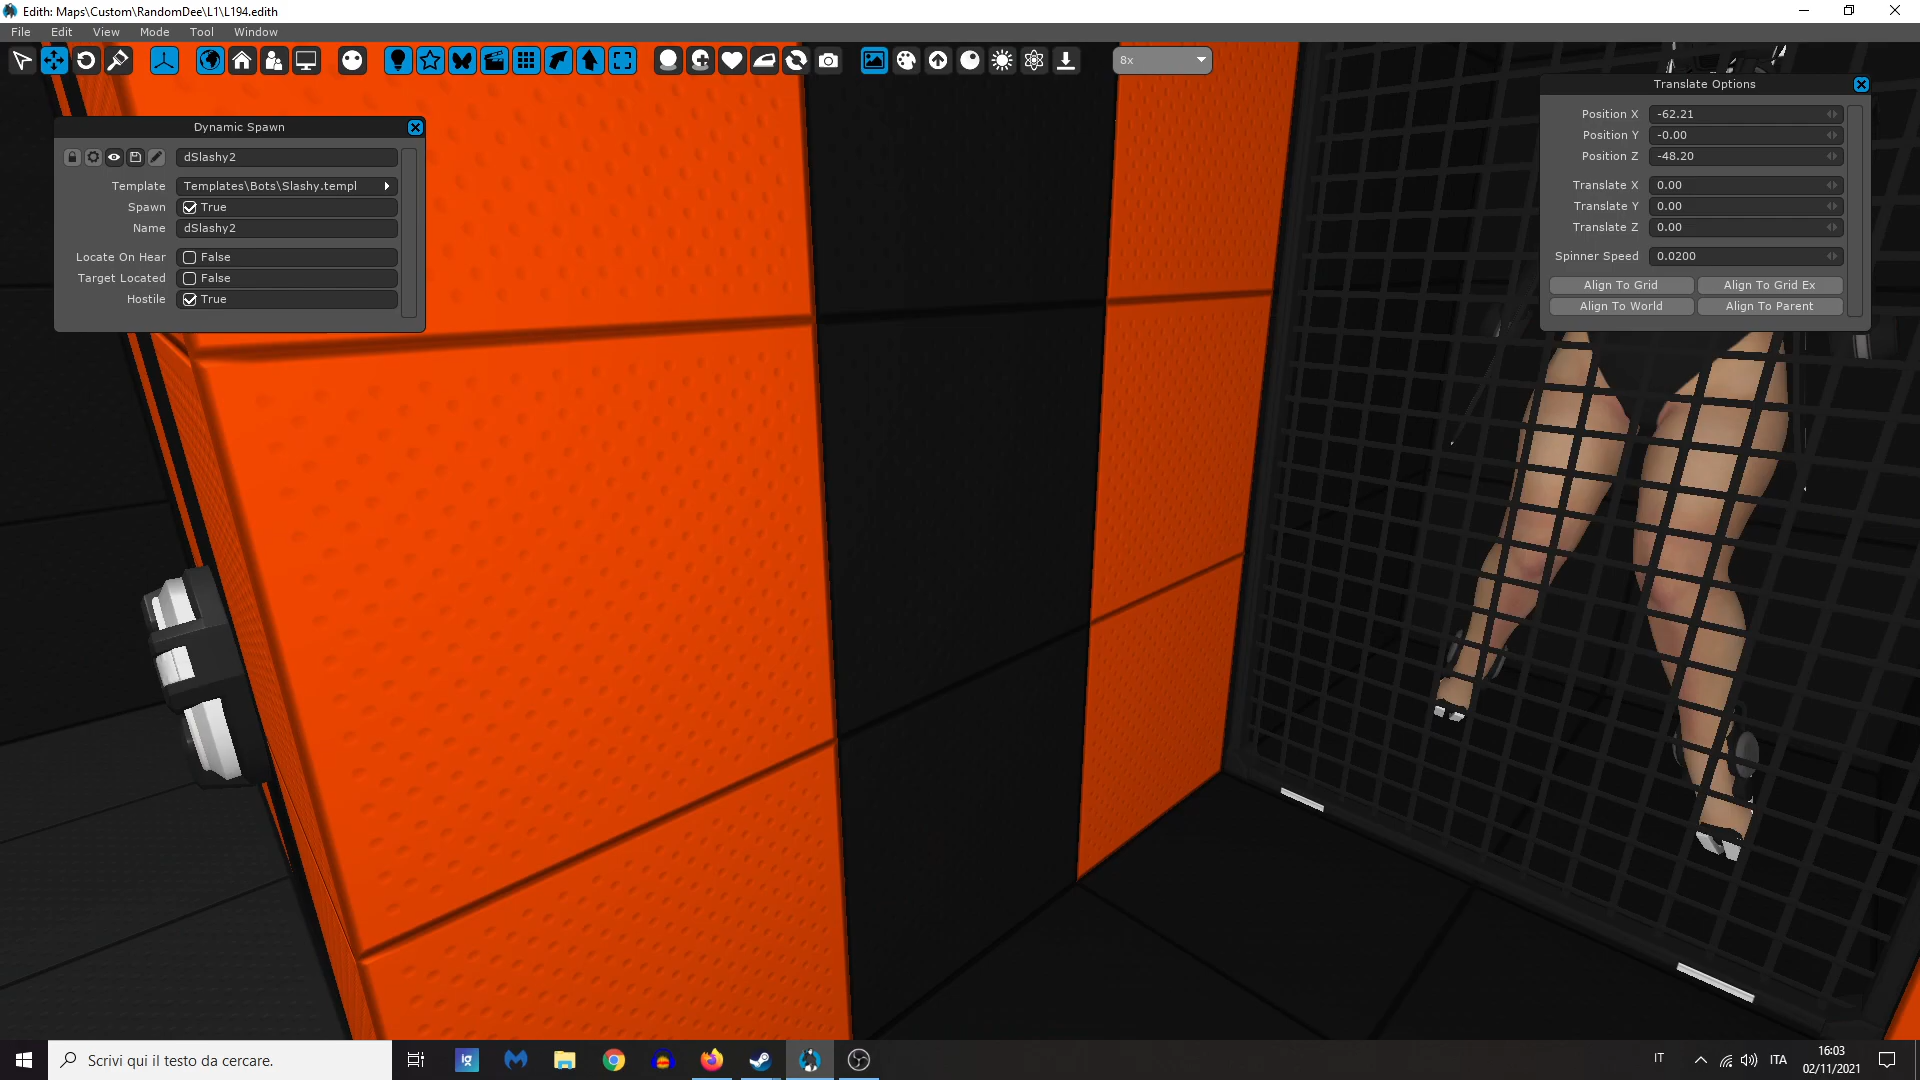 Edith: Maps\Custom\RandomDee\L1\L194.edith
File Edit View Mode Tool Window
8x
Dynamic Spawn
dSlashy2
Template Templates\Bots\Slashy.templ
Spawn True
Name dSlashy2
Locate On Hear False
Target Located False
Hostile True
Translate Options
Position X -62.21
Position Y -0.00
Position Z -48.20
Translate X 0.00
Translate Y 0.00
Translate Z 0.00
Spinner Speed 0.0200
Align To Grid Align To Grid Ex
Align To World Align To Parent
Scrivi qui il testo da cercare.
IT
ITA
16:03
02/11/2021